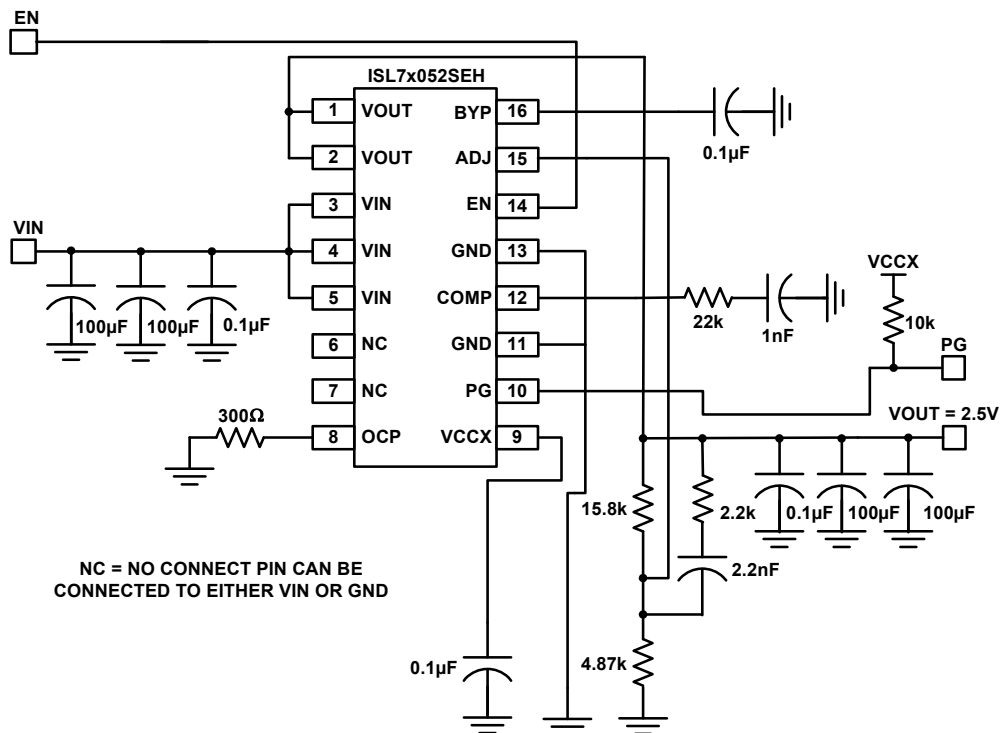 EN
ISL7x052SEH
1 VOUT BYP 16
0.1µF
2 VOUT ADJ 15
3 VIN EN 14
VIN
4 VIN GND 13
VCCX
5 VIN COMP 12
100µF 100µF 0.1µF
22k
1nF
10k
6 NC GND 11
PG
7 NC PG 10
300Ω
VOUT = 2.5V
8 OCP VCCX 9
15.8k
2.2k
0.1µF 100µF 100µF
2.2nF
NC = NO CONNECT PIN CAN BE
CONNECTED TO EITHER VIN OR GND
0.1µF
4.87k